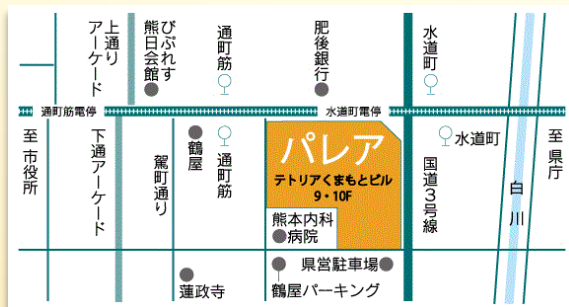 上通り
アーケード
びぷれす
熊日会館
通町筋
肥後銀行
水道町
通町筋電停
水道町電停
至市役所
下通アーケード
駕町通り
鶴屋
通町筋
パレア
テトリアくまもとビル
9・10F
熊本内科
病院
国道3号線
水道町
白川
至県庁
蓮政寺
鶴屋パーキング
県営駐車場